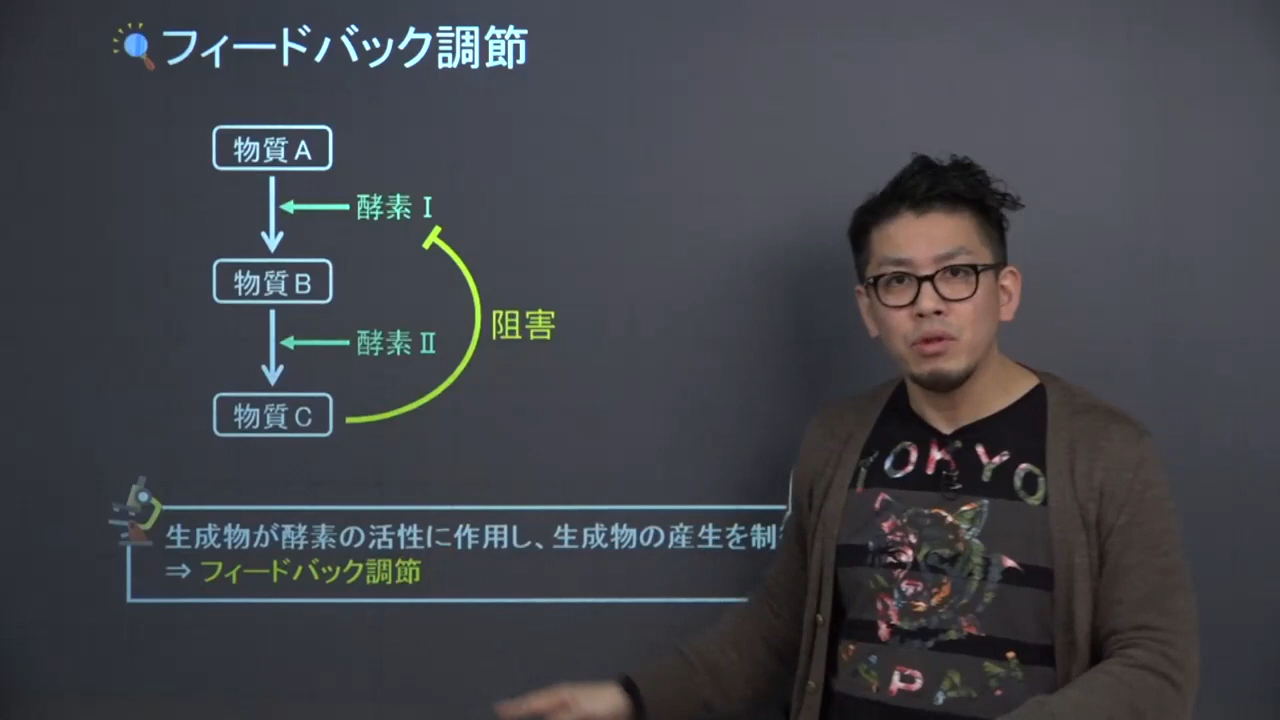 フィードバック調節
物質A
酵素Ⅰ
物質B
阻害
酵素Ⅱ
物質C
生成物が酵素の活性に作用し、生成物の産生を制
⇒ フィードバック調節
TOKYO